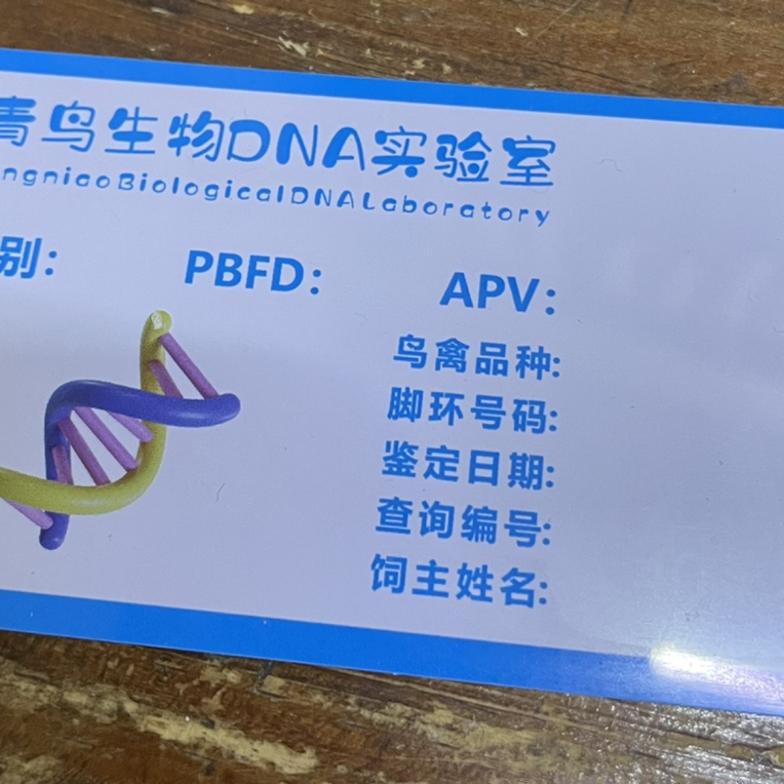 青鸟生物DNA实验室
ngniaoBiologicalDNALaboratory
别: PBFD: APV:
鸟禽品种:
脚环号码:
鉴定日期:
查询编号:
饲主姓名: